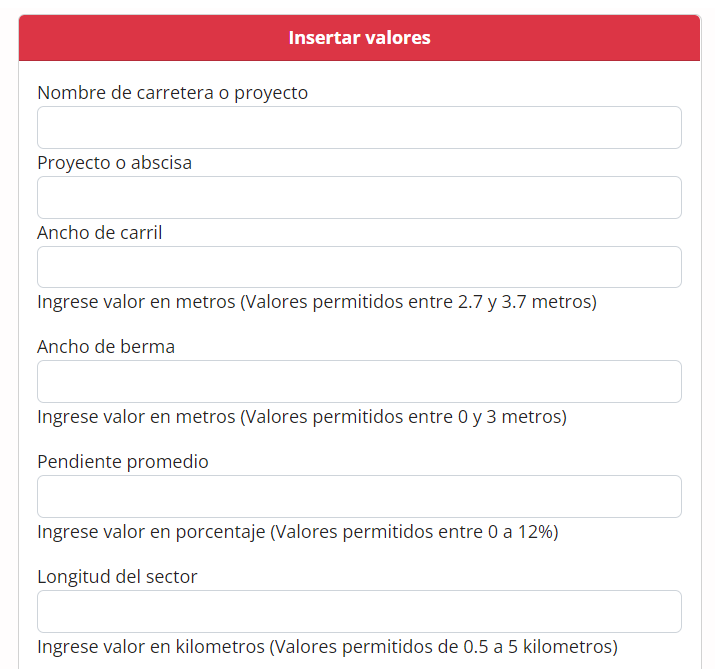 Insertar valores
Nombre de carretera o proyecto
Proyecto o abscisa
Ancho de carril
Ingrese valor en metros (Valores permitidos entre 2.7 y 3.7 metros)
Ancho de berma
Ingrese valor en metros (Valores permitidos entre 0 y 3 metros)
Pendiente promedio
Ingrese valor en porcentaje (Valores permitidos entre 0 a 12%)
Longitud del sector
Ingrese valor en kilometros (Valores permitidos de 0.5 a 5 kilometros)